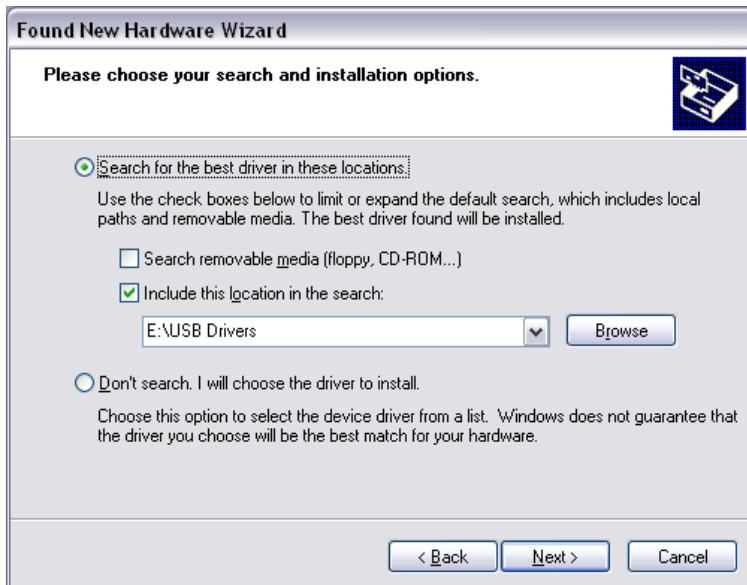 Found New Hardware Wizard
Please choose your search and installation options.
Search for the best driver in these locations.
Use the check boxes below to limit or expand the default search, which includes local
paths and removable media. The best driver found will be installed.
Search removable media (floppy, CD-ROM...)
Include this location in the search:
E:\USB Drivers
Browse
Don't search. I will choose the driver to install.
Choose this option to select the device driver from a list. Windows does not guarantee that
the driver you choose will be the best match for your hardware.
< Back
Next >
Cancel